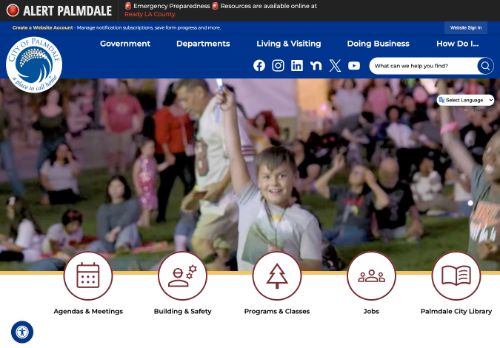 ALERT PALMDALE
🚨 Emergency Preparedness 🚨 Resources are available online at
Ready LA County.
Create a Website Account - Manage notification subscriptions, save form progress and more.
Website Sign In
Government
Departments
Living & Visiting
Doing Business
How Do I...
CITY OF PALMDALE
a place to call home
What can we help you find?
Select Language
Agendas & Meetings
Building & Safety
Programs & Classes
Jobs
Palmdale City Library